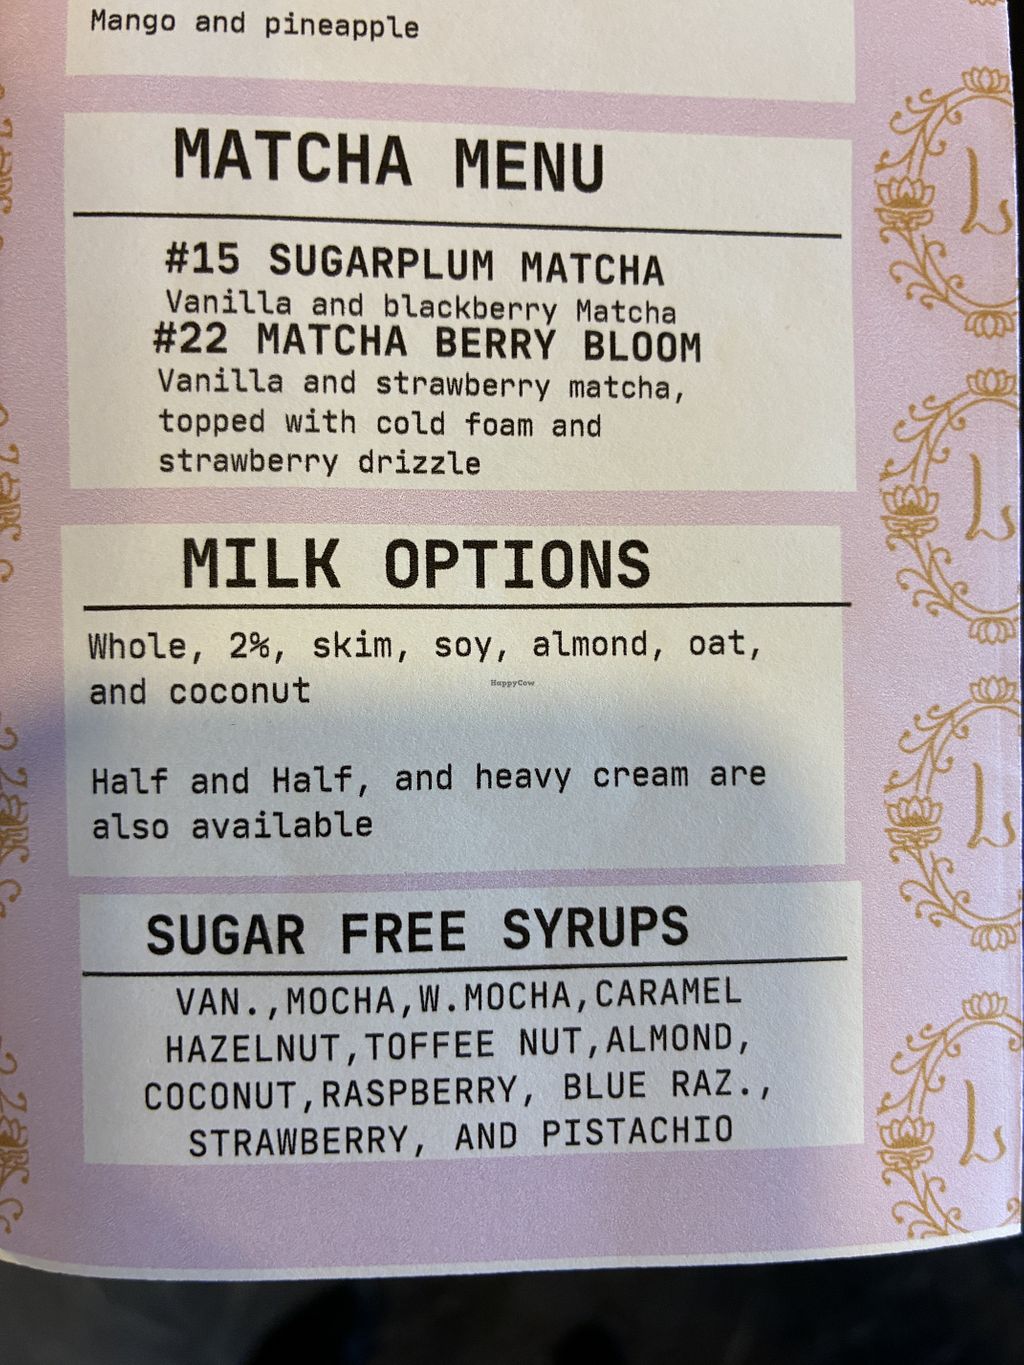 Mango and pineapple
MATCHA MENU
#15 SUGARPLUM MATCHA
Vanilla and blackberry Matcha
#22 MATCHA BERRY BLOOM
Vanilla and strawberry matcha,
topped with cold foam and
strawberry drizzle
MILK OPTIONS
Whole, 2%, skim, soy, almond, oat,
and coconut
HappyCow
Half and Half, and heavy cream are
also available
SUGAR FREE SYRUPS
VAN.,MOCHA,W.MOCHA,CARAMEL
HAZELNUT,TOFFEE NUT,ALMOND,
COCONUT,RASPBERRY, BLUE RAZ.,
STRAWBERRY, AND PISTACHIO